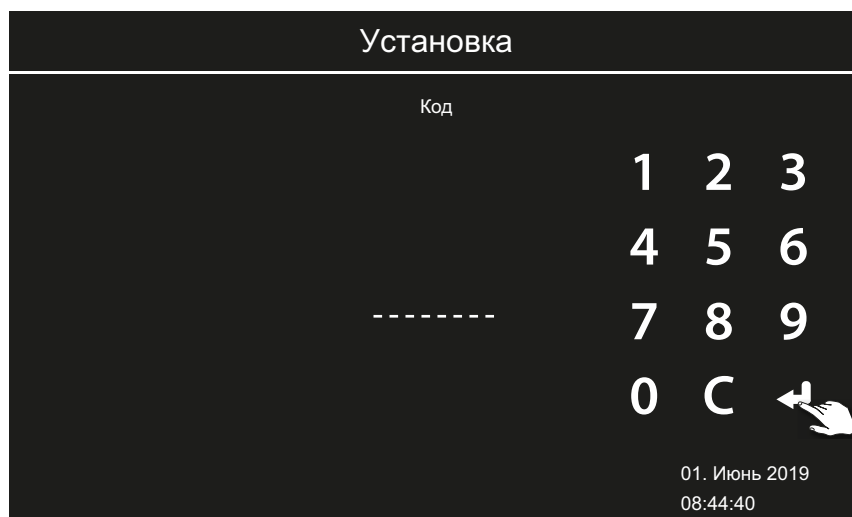 Установка
Код
1 2 3
4 5 6
--------
7 8 9
0 C
01. Июнь 2019
08:44:40